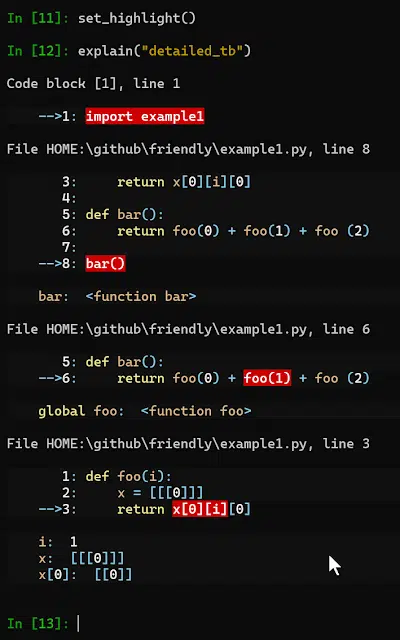 In [11]: set_highlight()
In [12]: explain("detailed_tb")
Code block [1], line 1
-->1: import example1
File HOME:\github\friendly\example1.py, line 8
3:     return x[0][i][0]
4:
5: def bar():
6:     return foo(0) + foo(1) + foo (2)
7:
-->8: bar()
bar:  <function bar>
File HOME:\github\friendly\example1.py, line 6
5: def bar():
-->6:     return foo(0) + foo(1) + foo (2)
global foo:  <function foo>
File HOME:\github\friendly\example1.py, line 3
1: def foo(i):
2:     x = [[[0]]]
-->3:     return x[0][i][0]
i:  1
x:  [[[0]]]
x[0]:  [[0]]
In [13]: